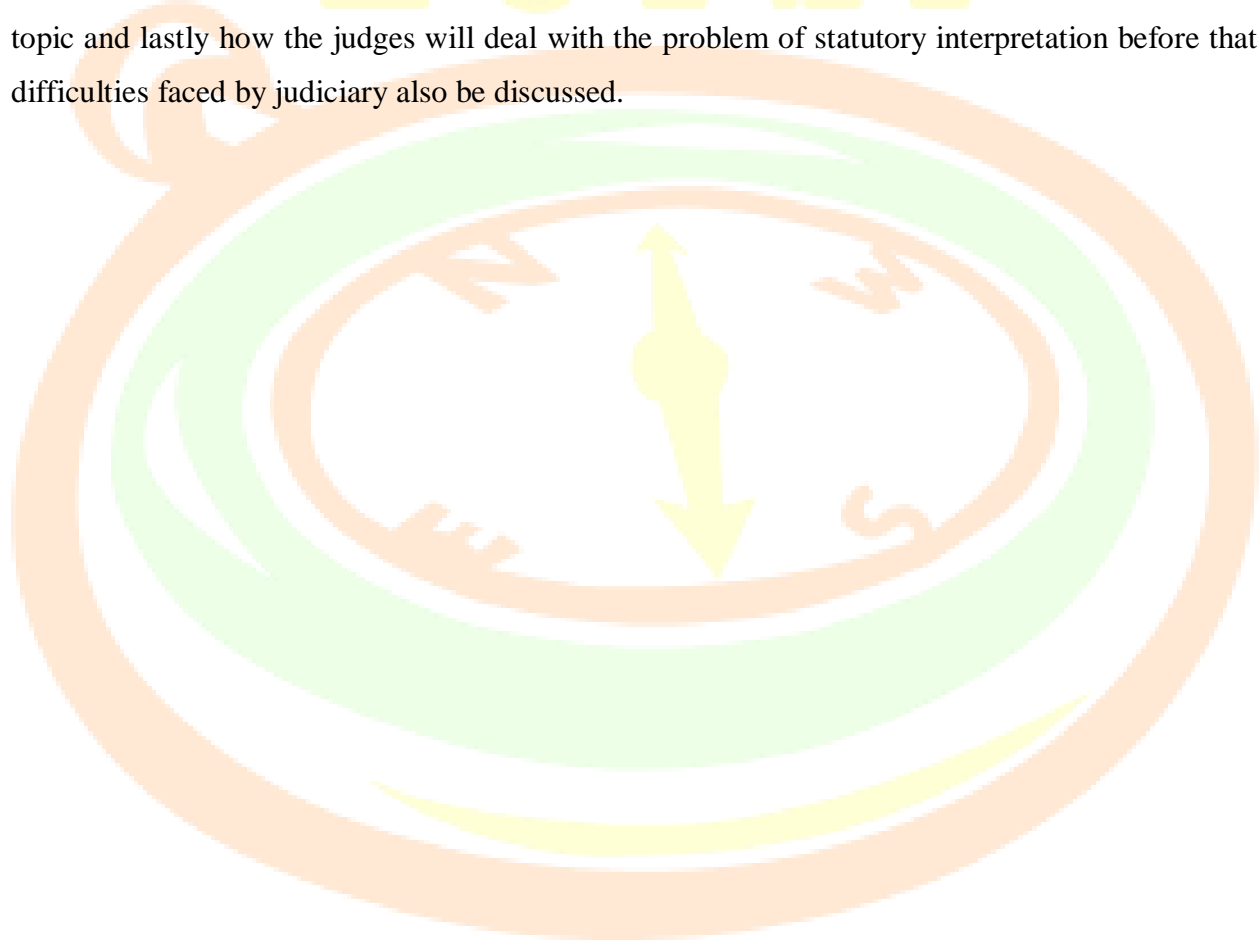 topic and lastly how the judges will deal with the problem of statutory interpretation before that
difficulties faced by judiciary also be discussed.
N
W
E
S